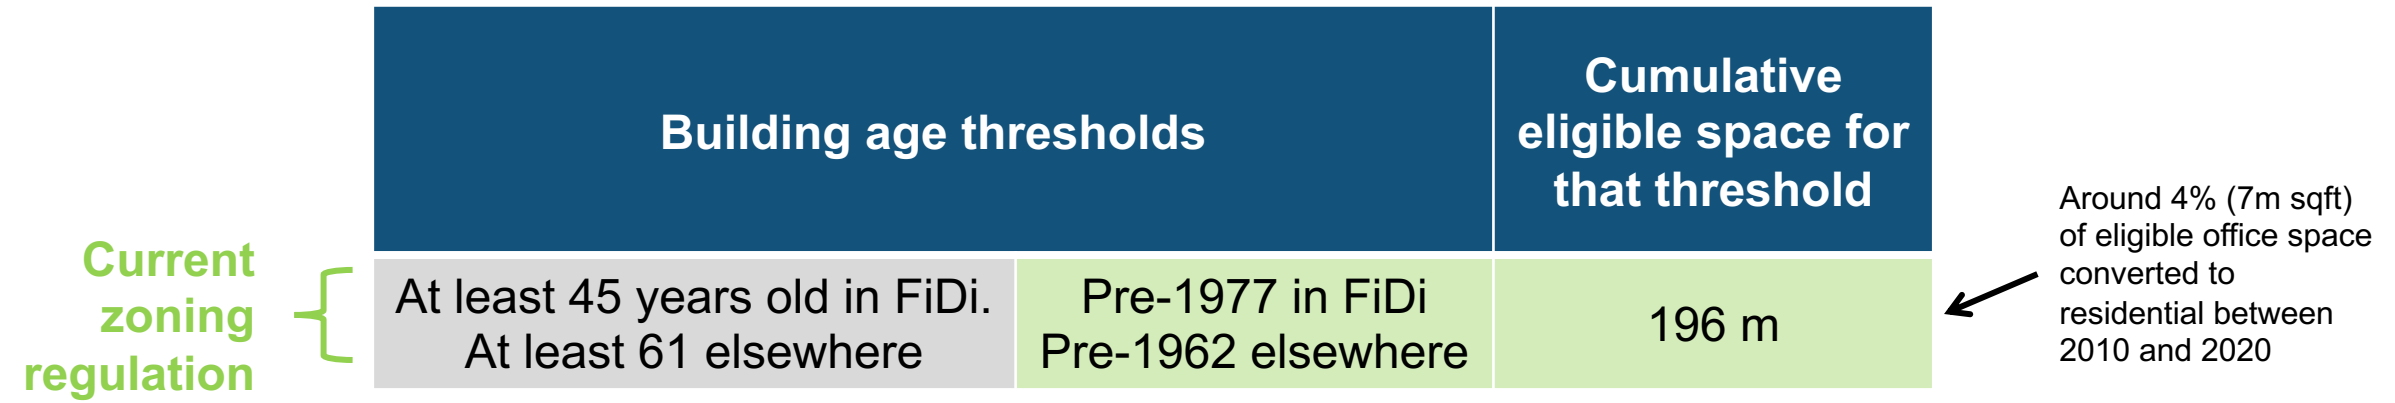 Building age thresholds
Cumulative
eligible space for
that threshold
Current
zoning
regulation
At least 45 years old in FiDi.
At least 61 elsewhere
Pre-1977 in FiDi
Pre-1962 elsewhere
196 m
Around 4% (7m sqft)
of eligible office space
converted to
residential between
2010 and 2020